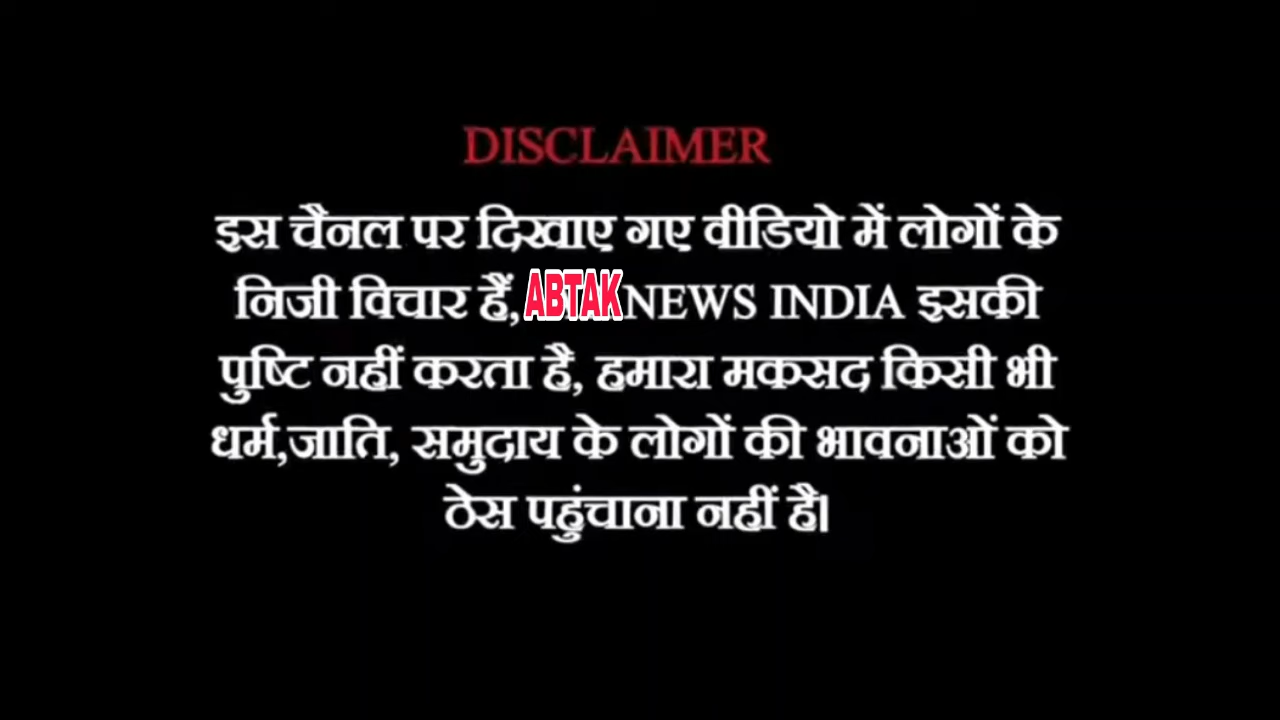 DISCLAIMER
इस चैनल पर दिखाए गए वीडियो में लोगों के
निजी विचार हैं, ABTAK NEWS INDIA इसकी
पुष्टि नहीं करता है, हमारा मकसद किसी भी
धर्म,जाति, समुदाय के लोगों की भावनाओं को
ठेस पहुंचाना नहीं है।